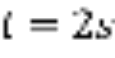 t = 2s